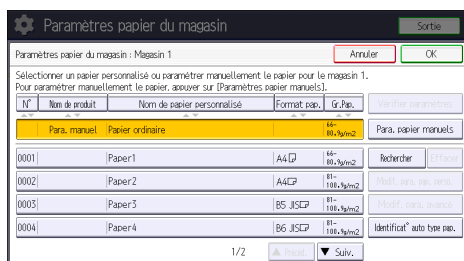 Paramètres papier du magasin
Sortie
Paramètres papier du magasin : Magasin 1
Annuler
OK
Sélectionner un papier personnalisé ou paramétrer manuellement le papier pour le magasin 1.
Pour paramétrer manuellement le papier, appuyer sur [Paramètres papier manuels].
N° Nom de produit Nom de papier personnalisé Format pap. Gr.Pap. Vérifier paramètres
Para. manuel Papier ordinaire 66-80.9g/m2 Para. papier manuels
0001 Paper1 A4 66-80.9g/m2 Rechercher Effacer
0002 Paper2 A4 81-100.9g/m2 Modif. para. pap. perso.
0003 Paper3 B5 JIS 81-100.9g/m2 Modif. para. avancé
0004 Paper4 B6 JIS 81-100.9g/m2 Identificat° auto type pap.
1/2 ▲ Précéd. ▼ Suiv.